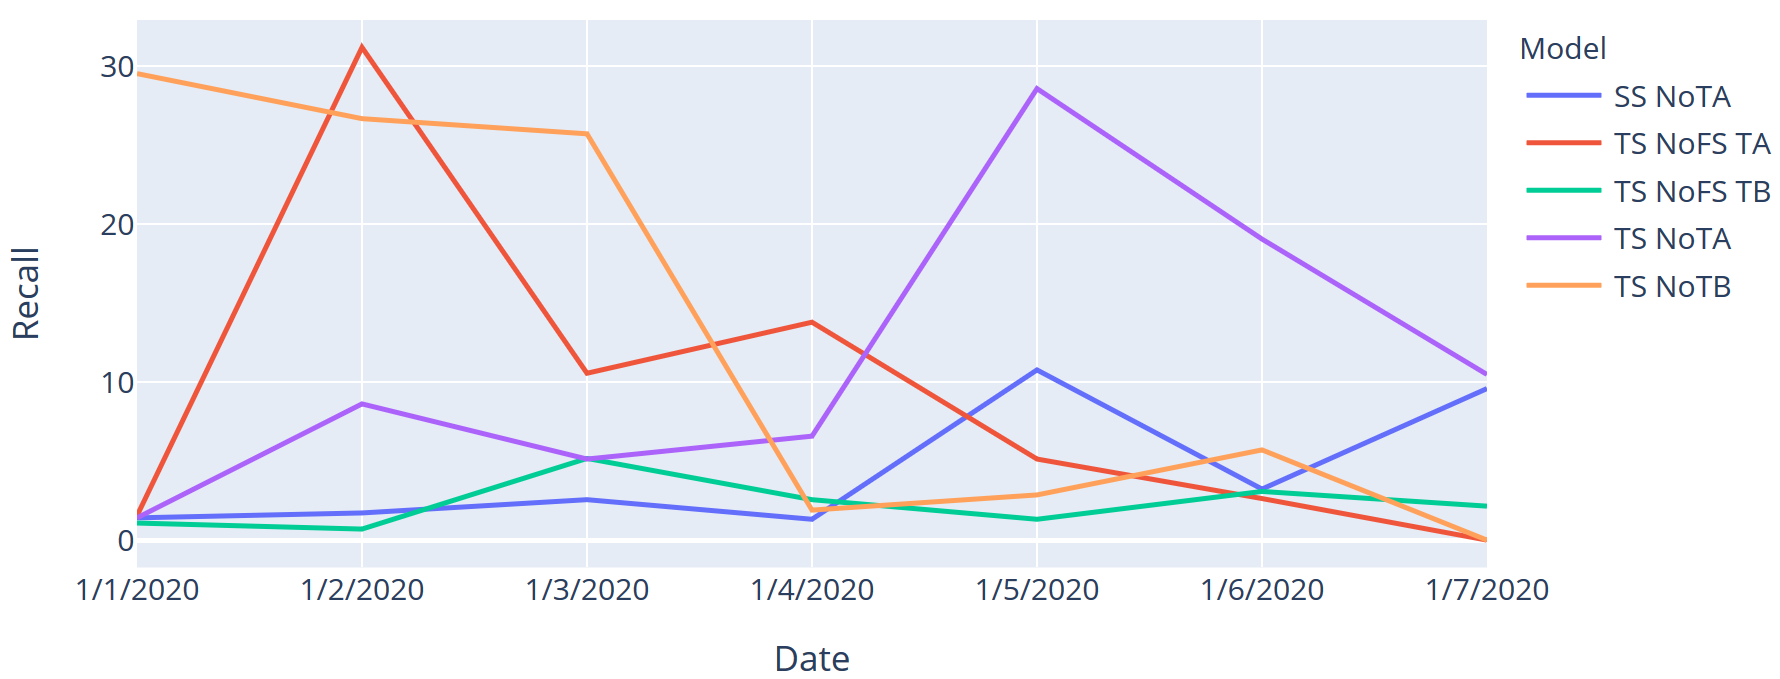 Recall
30
20
10
0
1/1/2020 1/2/2020 1/3/2020 1/4/2020 1/5/2020 1/6/2020 1/7/2020
Date
Model
SS NoTA
TS NoFS TA
TS NoFS TB
TS NoTA
TS NoTB